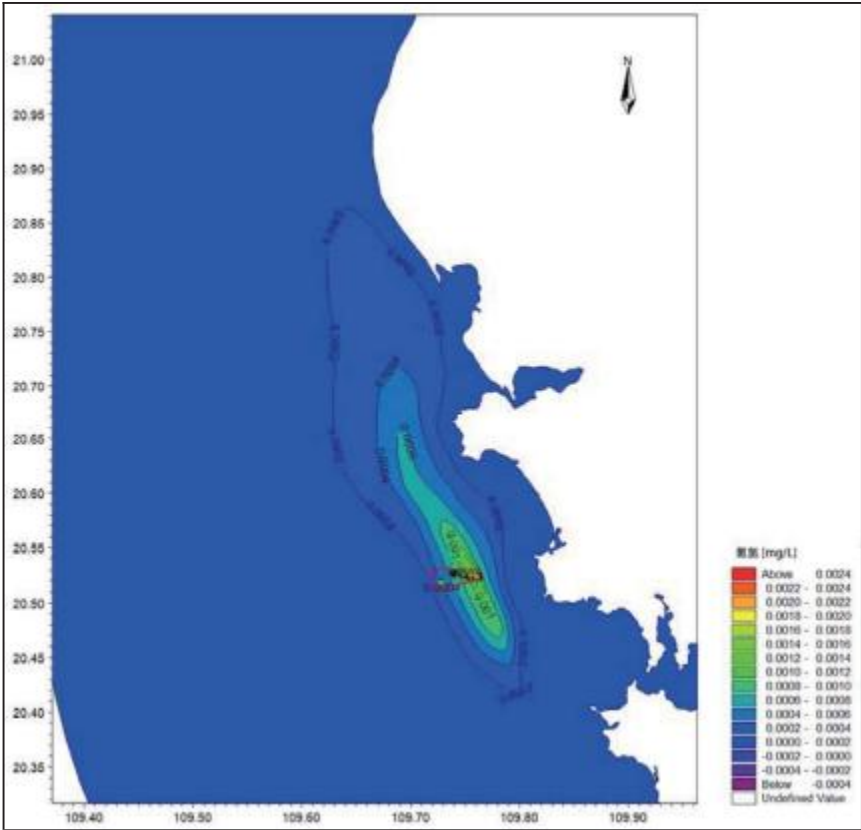 N
21.00
20.95
20.90
20.85
20.80
20.75
20.70
20.65
20.60
20.55
20.50
20.45
20.40
20.35
109.40
109.50
109.60
109.70
109.80
109.90
0.001
氨氮 [mg/L]
Above 0.0024
0.0022 - 0.0024
0.0020 - 0.0022
0.0018 - 0.0020
0.0016 - 0.0018
0.0014 - 0.0016
0.0012 - 0.0014
0.0010 - 0.0012
0.0008 - 0.0010
0.0006 - 0.0008
0.0004 - 0.0006
0.0002 - 0.0004
0.0000 - 0.0002
-0.0002 - 0.0000
-0.0004 - -0.0002
Below -0.0004
Undefined Value